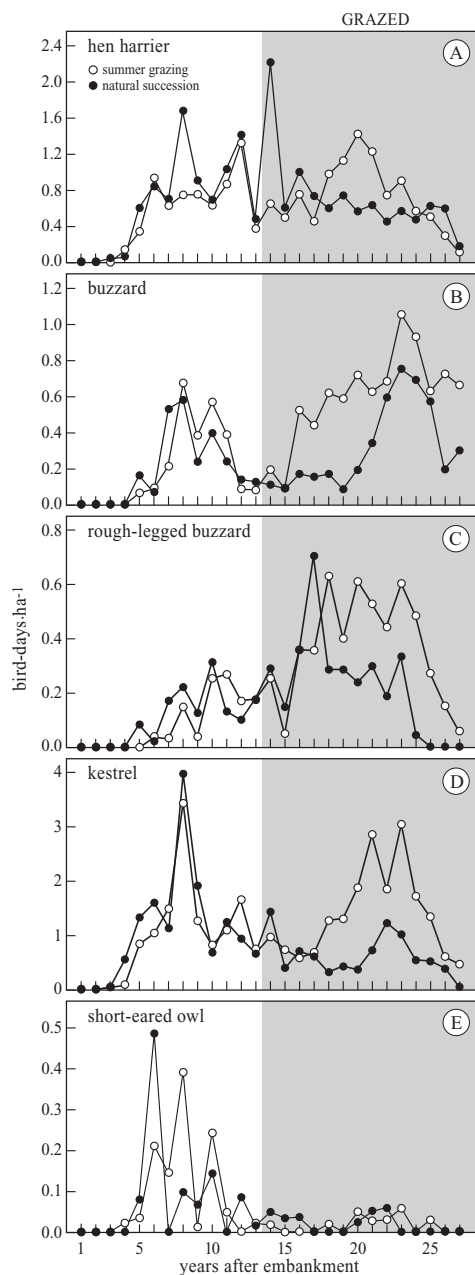 GRAZED
hen harrier
A
summer grazing
natural succession
2.4
2.0
1.6
1.2
0.8
0.4
0.0
buzzard
B
1.2
1.0
0.8
0.6
0.4
0.2
0.0
rough-legged buzzard
C
0.8
0.6
0.4
0.2
0.0
bird-days.ha-1
kestrel
D
4
3
2
1
0
short-eared owl
E
0.5
0.4
0.3
0.2
0.1
0.0
1 5 10 15 20 25
years after embankment